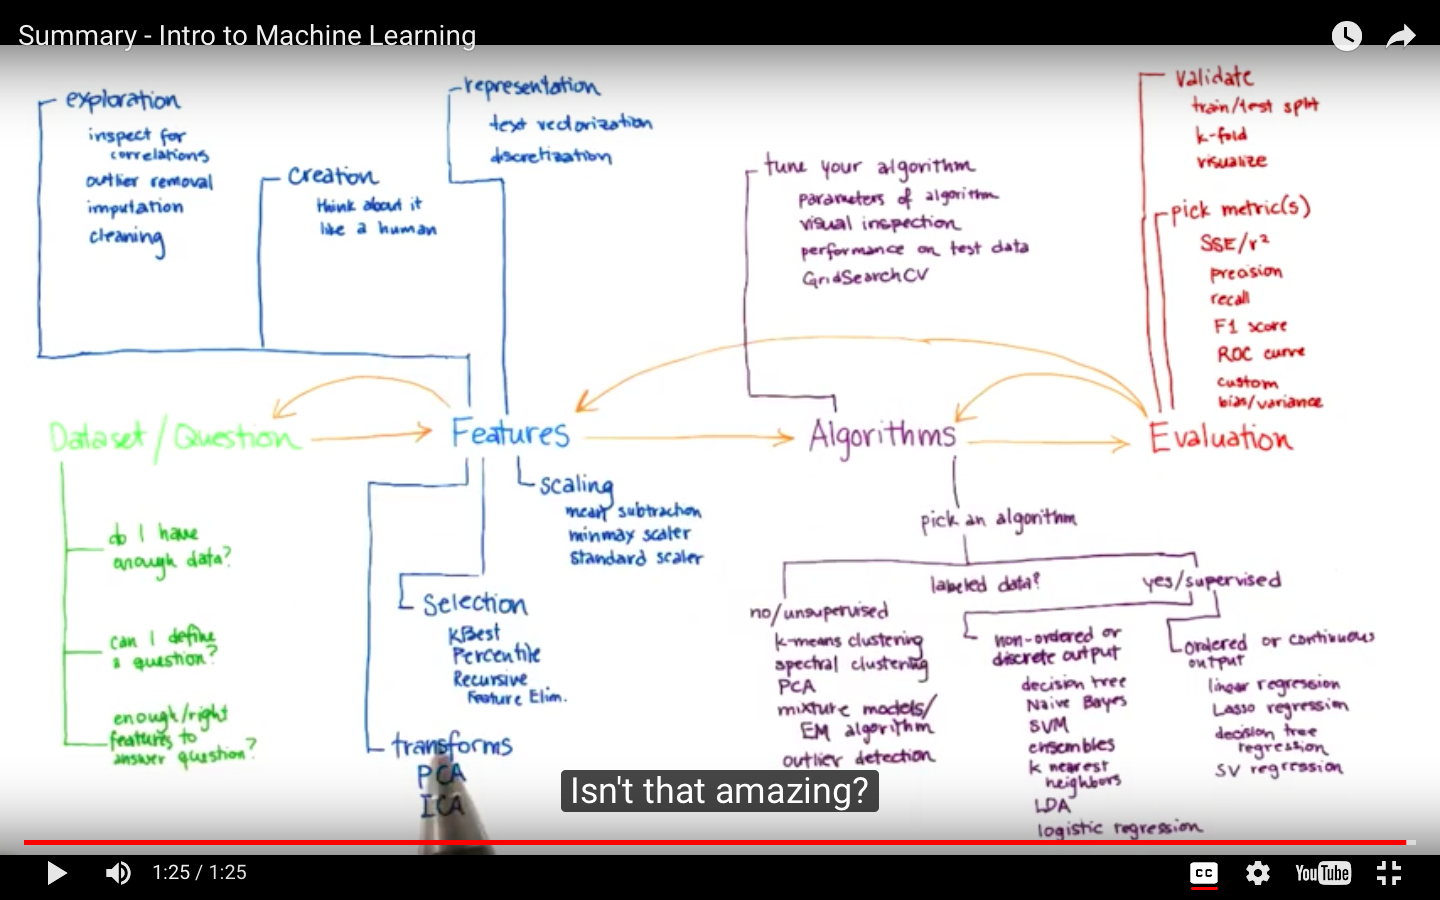 Summary - Intro to Machine Learning
exploration
inspect for
correlations
outlier removal
imputation
cleaning
creation
think about it
like a human
representation
text vectorization
discretization
tune your algorithm
parameters of algorithm
visual inspection
performance on test data
GridSearchCV
validate
train/test split
k-fold
visualize
pick metric(s)
SSE/r²
precision
recall
F1 score
ROC curve
custom
bias/variance
Dataset/Question
Features
Algorithms
Evaluation
do I have
enough data?
can I define
a question?
enough/right
features to
answer question?
scaling
mean subtraction
minmax scaler
standard scaler
Selection
KBest
Percentile
Recursive
Feature Elim.
transforms
PCA
ICA
pick an algorithm
labeled data?
no/unsupervised
k-means clustering
spectral clustering
PCA
mixture models/
EM algorithm
outlier detection
yes/supervised
non-ordered or
discrete output
decision tree
Naive Bayes
SVM
ensembles
k nearest
neighbors
LDA
logistic regression
ordered or continuous
output
linear regression
Lasso regression
decision tree
regression
SV regression
Isn't that amazing?
1:25 / 1:25
CC
YouTube